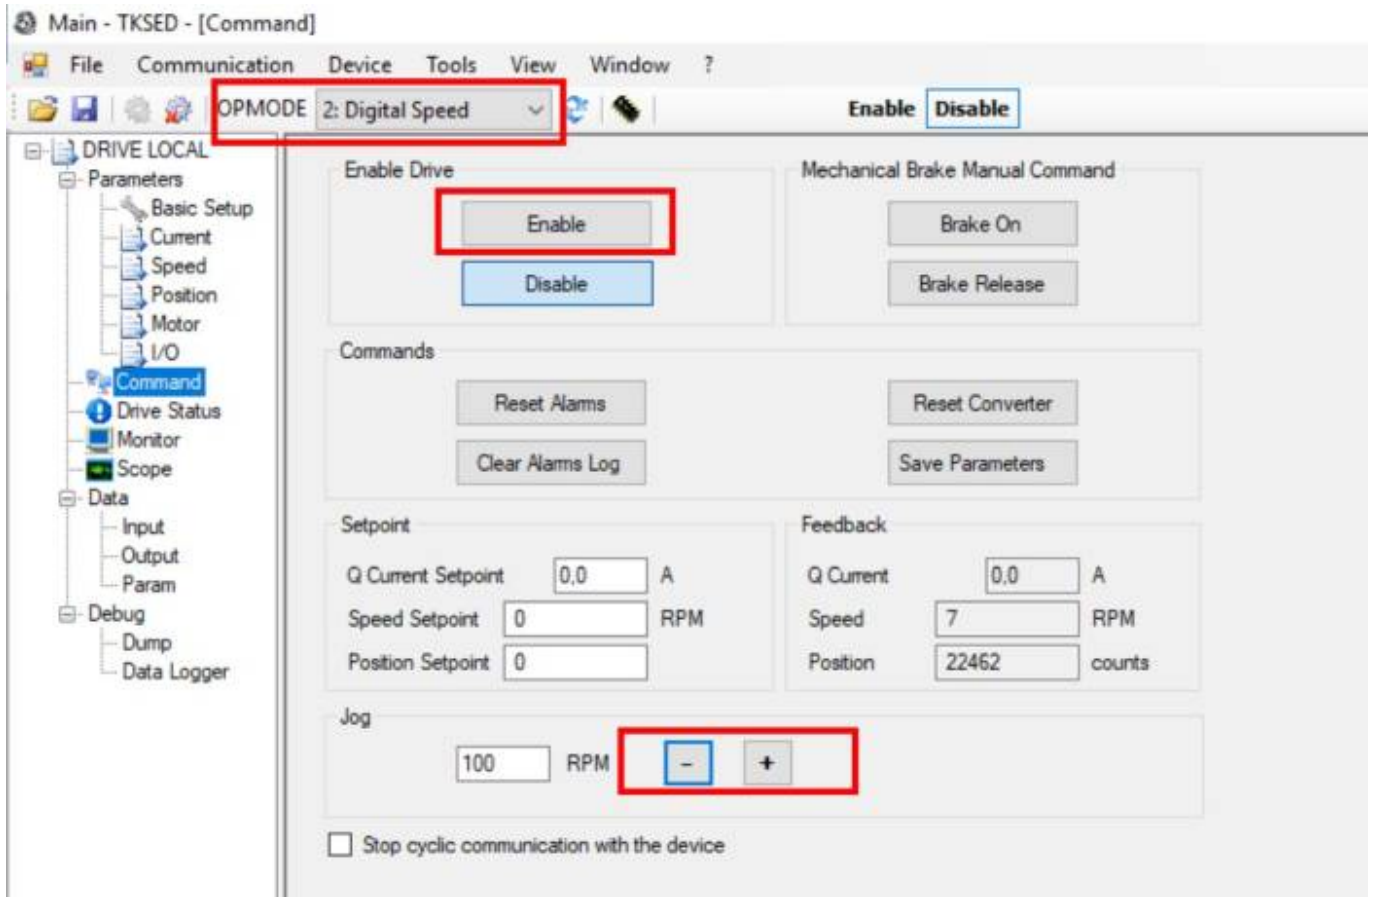 Main - TKSED - [Command]
File Communication Device Tools View Window ?
OPMODE 2: Digital Speed Enable Disable
DRIVE LOCAL
Parameters
Basic Setup
Current
Speed
Position
Motor
I/O
Command
Drive Status
Monitor
Scope
Data
Input
Output
Param
Debug
Dump
Data Logger
Enable Drive
Enable
Disable
Mechanical Brake Manual Command
Brake On
Brake Release
Commands
Reset Alarms Reset Converter
Clear Alarms Log Save Parameters
Setpoint
Q Current Setpoint 0,0 A
Speed Setpoint 0 RPM
Position Setpoint 0
Feedback
Q Current 0,0 A
Speed 7 RPM
Position 22462 counts
Jog
100 RPM - +
Stop cyclic communication with the device